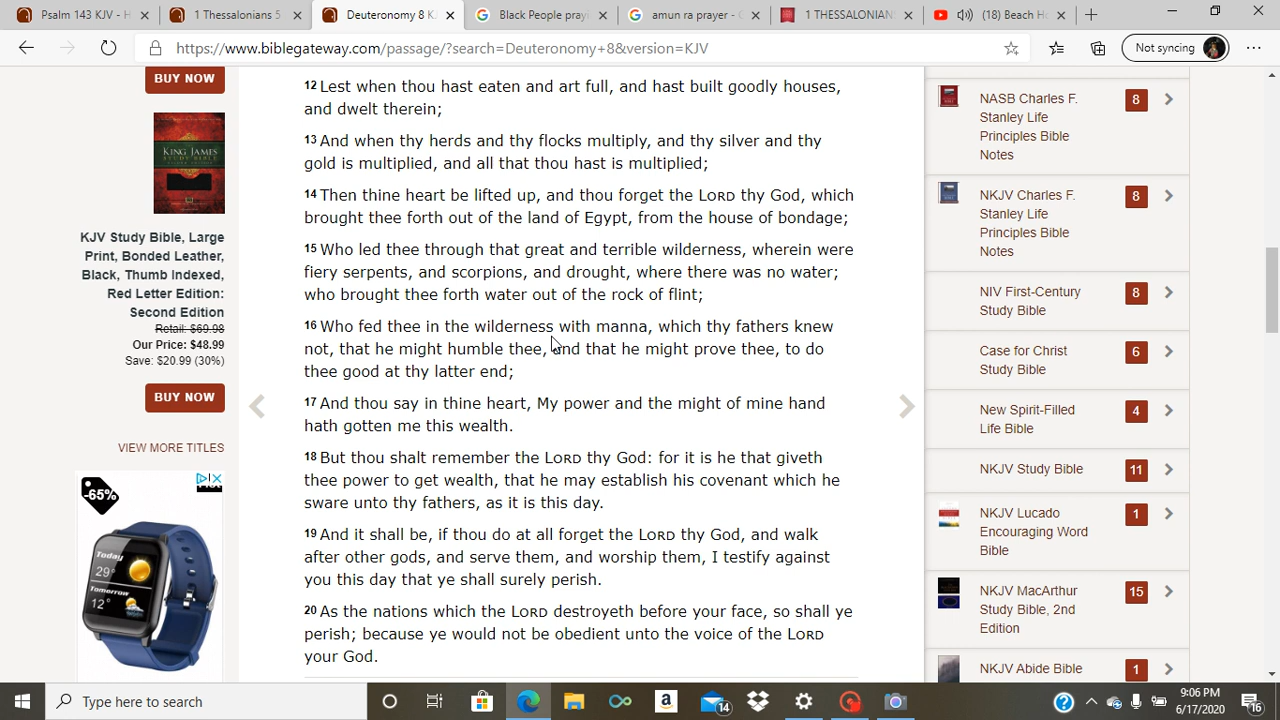 Psalm 143 KJV - H
1 Thessalonians 5
Deuteronomy 8 KJ
Black People prayi
amun ra prayer - G
1 THESSALONIAN
(18) Beach Ho
https://www.biblegateway.com/passage/?search=Deuteronomy+8&version=KJV
Not syncing
BUY NOW
KING JAMES
STUDY BIBLE
KJV Study Bible, Large
Print, Bonded Leather,
Black, Thumb Indexed,
Red Letter Edition:
Second Edition
Retail: $69.98
Our Price: $48.99
Save: $20.99 (30%)
BUY NOW
VIEW MORE TITLES
-65%
Today
29°
Tomorrow
12°
12 Lest when thou hast eaten and art full, and hast built goodly houses,
and dwelt therein;
13 And when thy herds and thy flocks multiply, and thy silver and thy
gold is multiplied, and all that thou hast is multiplied;
14 Then thine heart be lifted up, and thou forget the LORD thy God, which
brought thee forth out of the land of Egypt, from the house of bondage;
15 Who led thee through that great and terrible wilderness, wherein were
fiery serpents, and scorpions, and drought, where there was no water;
who brought thee forth water out of the rock of flint;
16 Who fed thee in the wilderness with manna, which thy fathers knew
not, that he might humble thee, and that he might prove thee, to do
thee good at thy latter end;
17 And thou say in thine heart, My power and the might of mine hand
hath gotten me this wealth.
18 But thou shalt remember the LORD thy God: for it is he that giveth
thee power to get wealth, that he may establish his covenant which he
sware unto thy fathers, as it is this day.
19 And it shall be, if thou do at all forget the LORD thy God, and walk
after other gods, and serve them, and worship them, I testify against
you this day that ye shall surely perish.
20 As the nations which the LORD destroyeth before your face, so shall ye
perish; because ye would not be obedient unto the voice of the LORD
your God.
NASB Charles F.
Stanley Life
Principles Bible
Notes
8
NKJV Charles F.
Stanley Life
Principles Bible
Notes
8
NIV First-Century
Study Bible
8
Case for Christ
Study Bible
6
New Spirit-Filled
Life Bible
4
NKJV Study Bible
11
NKJV Lucado
Encouraging Word
Bible
1
NKJV MacArthur
Study Bible, 2nd
Edition
15
NKJV Abide Bible
1
Type here to search
14
9:06 PM
6/17/2020
16